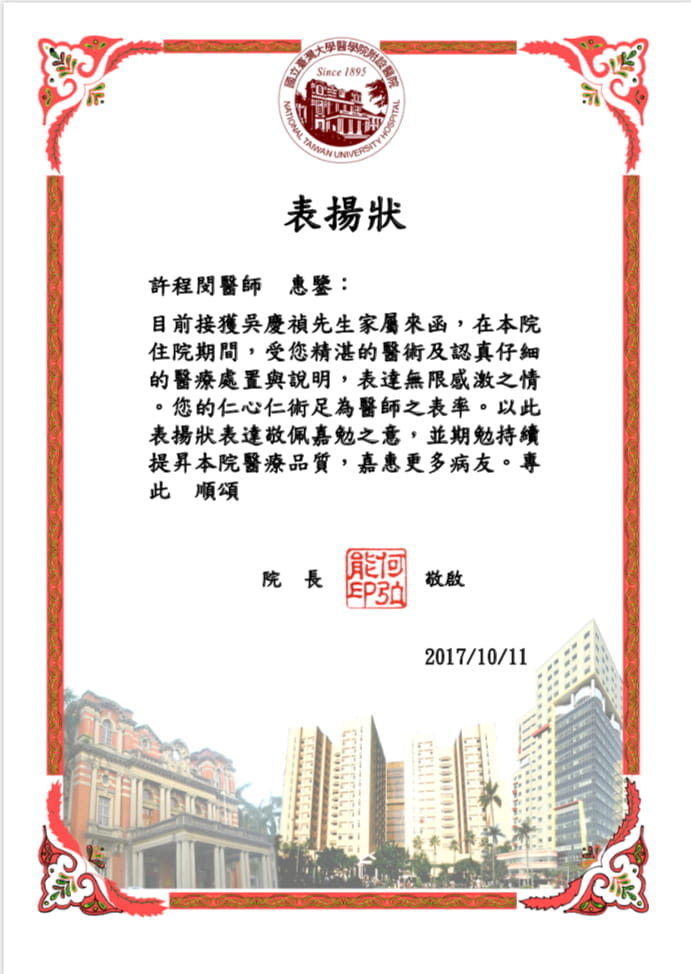 國立臺灣大學醫學院附設醫院
Since 1895
NATIONAL TAIWAN UNIVERSITY HOSPITAL
表揚狀
許程閔醫師　惠鑒：
目前接獲吳慶禎先生家屬來函，在本院
住院期間，受您精湛的醫術及認真仔細
的醫療處置與說明，表達無限感激之情
。您的仁心仁術足為醫師之表率。以此
表揚狀表達敬佩嘉勉之意，並期勉持續
提昇本院醫療品質，嘉惠更多病友。專
此　順頌
院　長　何弘能印　敬啟
2017/10/11